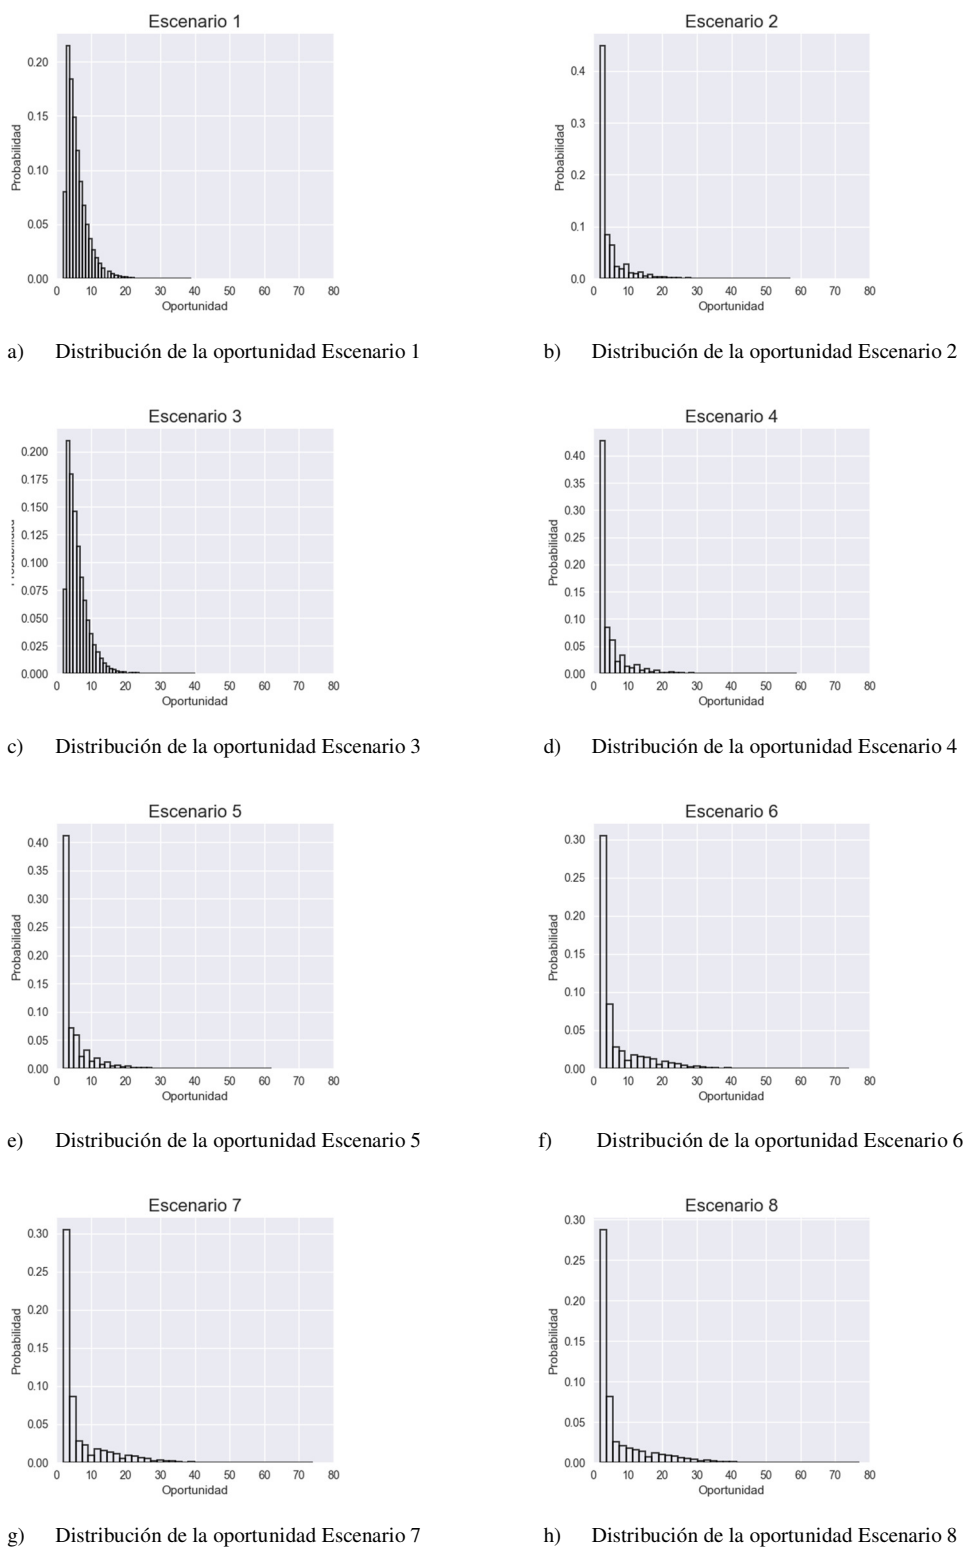 Escenario 1
Probabilidad
0.20
0.15
0.10
0.05
0.00
0 10 20 30 40 50 60 70 80
Oportunidad
a) Distribución de la oportunidad Escenario 1
Escenario 2
Probabilidad
0.4
0.3
0.2
0.1
0.0
0 10 20 30 40 50 60 70 80
Oportunidad
b) Distribución de la oportunidad Escenario 2
Escenario 3
0.200
0.175
0.150
0.125
0.100
0.075
0.050
0.025
0.000
0 10 20 30 40 50 60 70 80
Oportunidad
c) Distribución de la oportunidad Escenario 3
Escenario 4
Probabilidad
0.40
0.35
0.30
0.25
0.20
0.15
0.10
0.05
0.00
0 10 20 30 40 50 60 70 80
Oportunidad
d) Distribución de la oportunidad Escenario 4
Escenario 5
Probabilidad
0.40
0.35
0.30
0.25
0.20
0.15
0.10
0.05
0.00
0 10 20 30 40 50 60 70 80
Oportunidad
e) Distribución de la oportunidad Escenario 5
Escenario 6
Probabilidad
0.30
0.25
0.20
0.15
0.10
0.05
0.00
0 10 20 30 40 50 60 70 80
Oportunidad
f) Distribución de la oportunidad Escenario 6
Escenario 7
Probabilidad
0.30
0.25
0.20
0.15
0.10
0.05
0.00
0 10 20 30 40 50 60 70 80
Oportunidad
g) Distribución de la oportunidad Escenario 7
Escenario 8
Probabilidad
0.30
0.25
0.20
0.15
0.10
0.05
0.00
0 10 20 30 40 50 60 70 80
Oportunidad
h) Distribución de la oportunidad Escenario 8